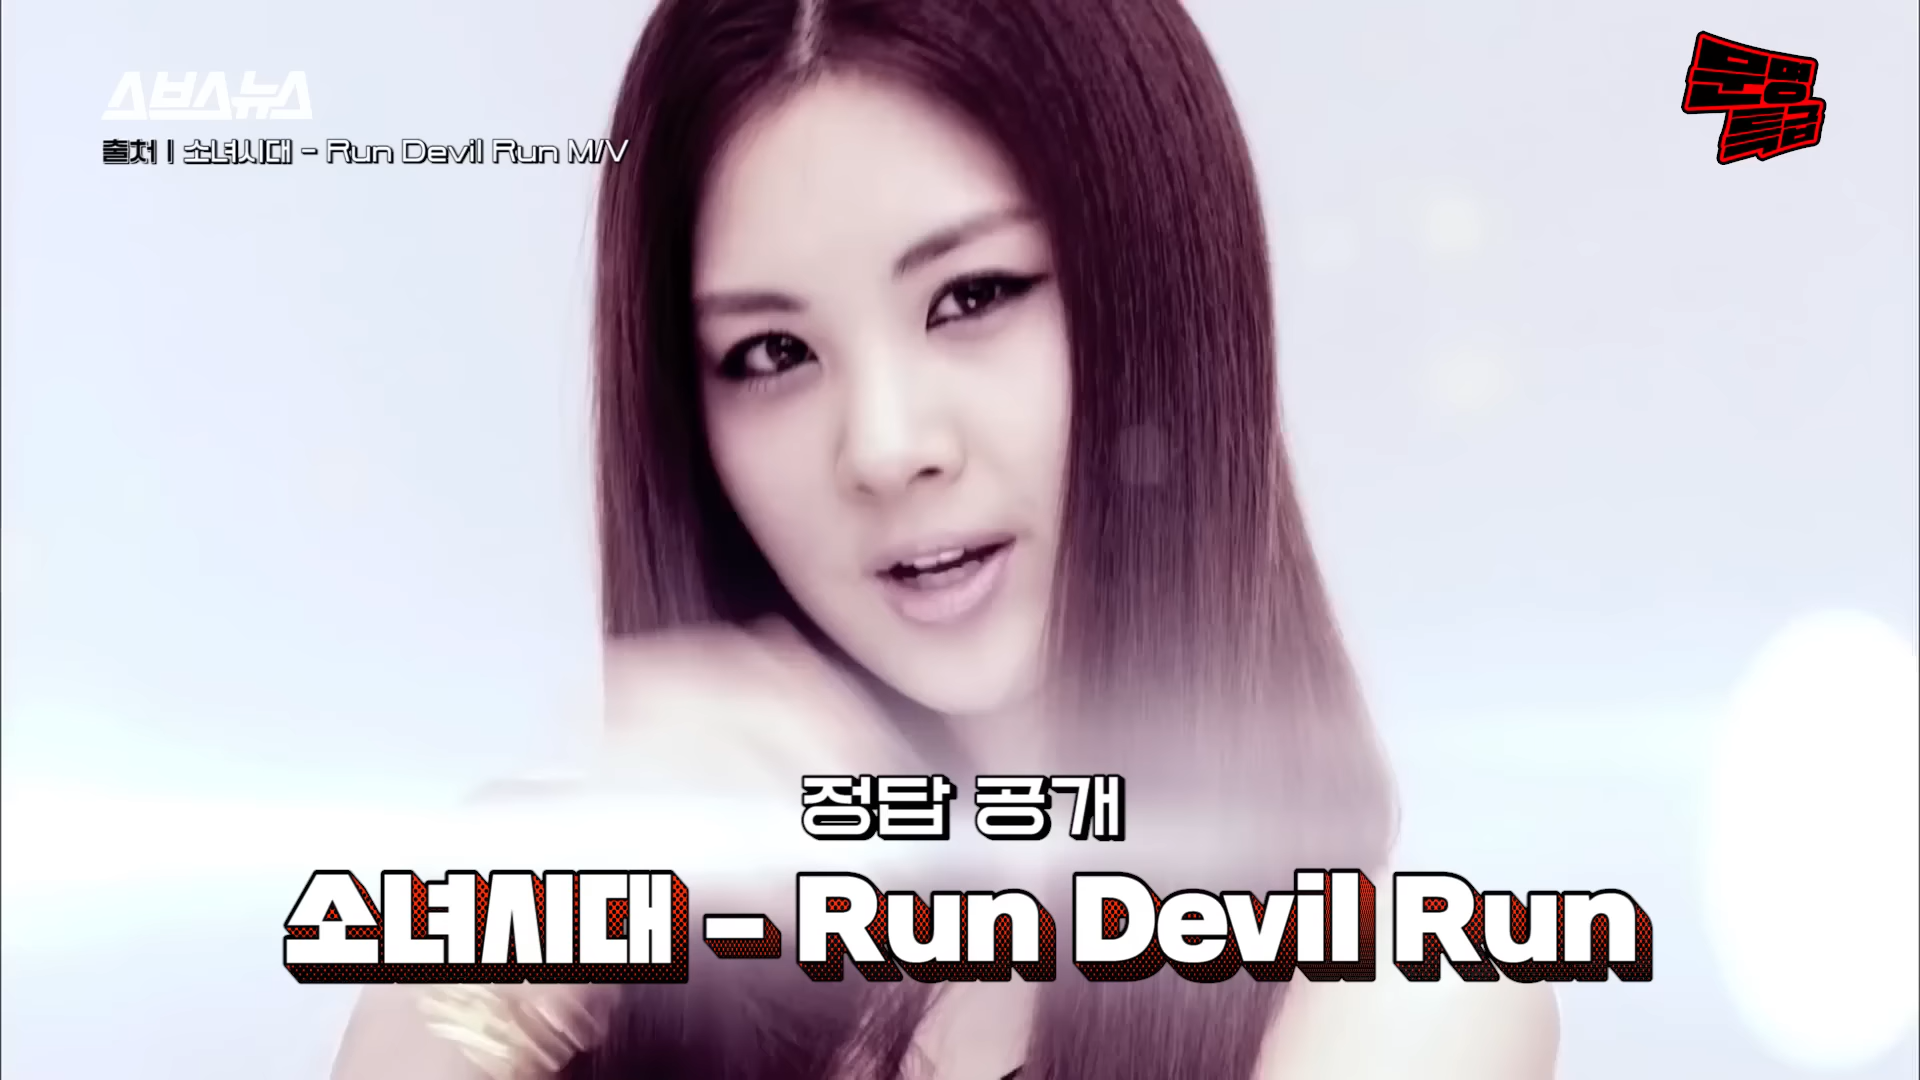 스브스뉴스
출처 | 소녀시대 - Run Devil Run M/V
문명특급
정답 공개
소녀시대 - Run Devil Run